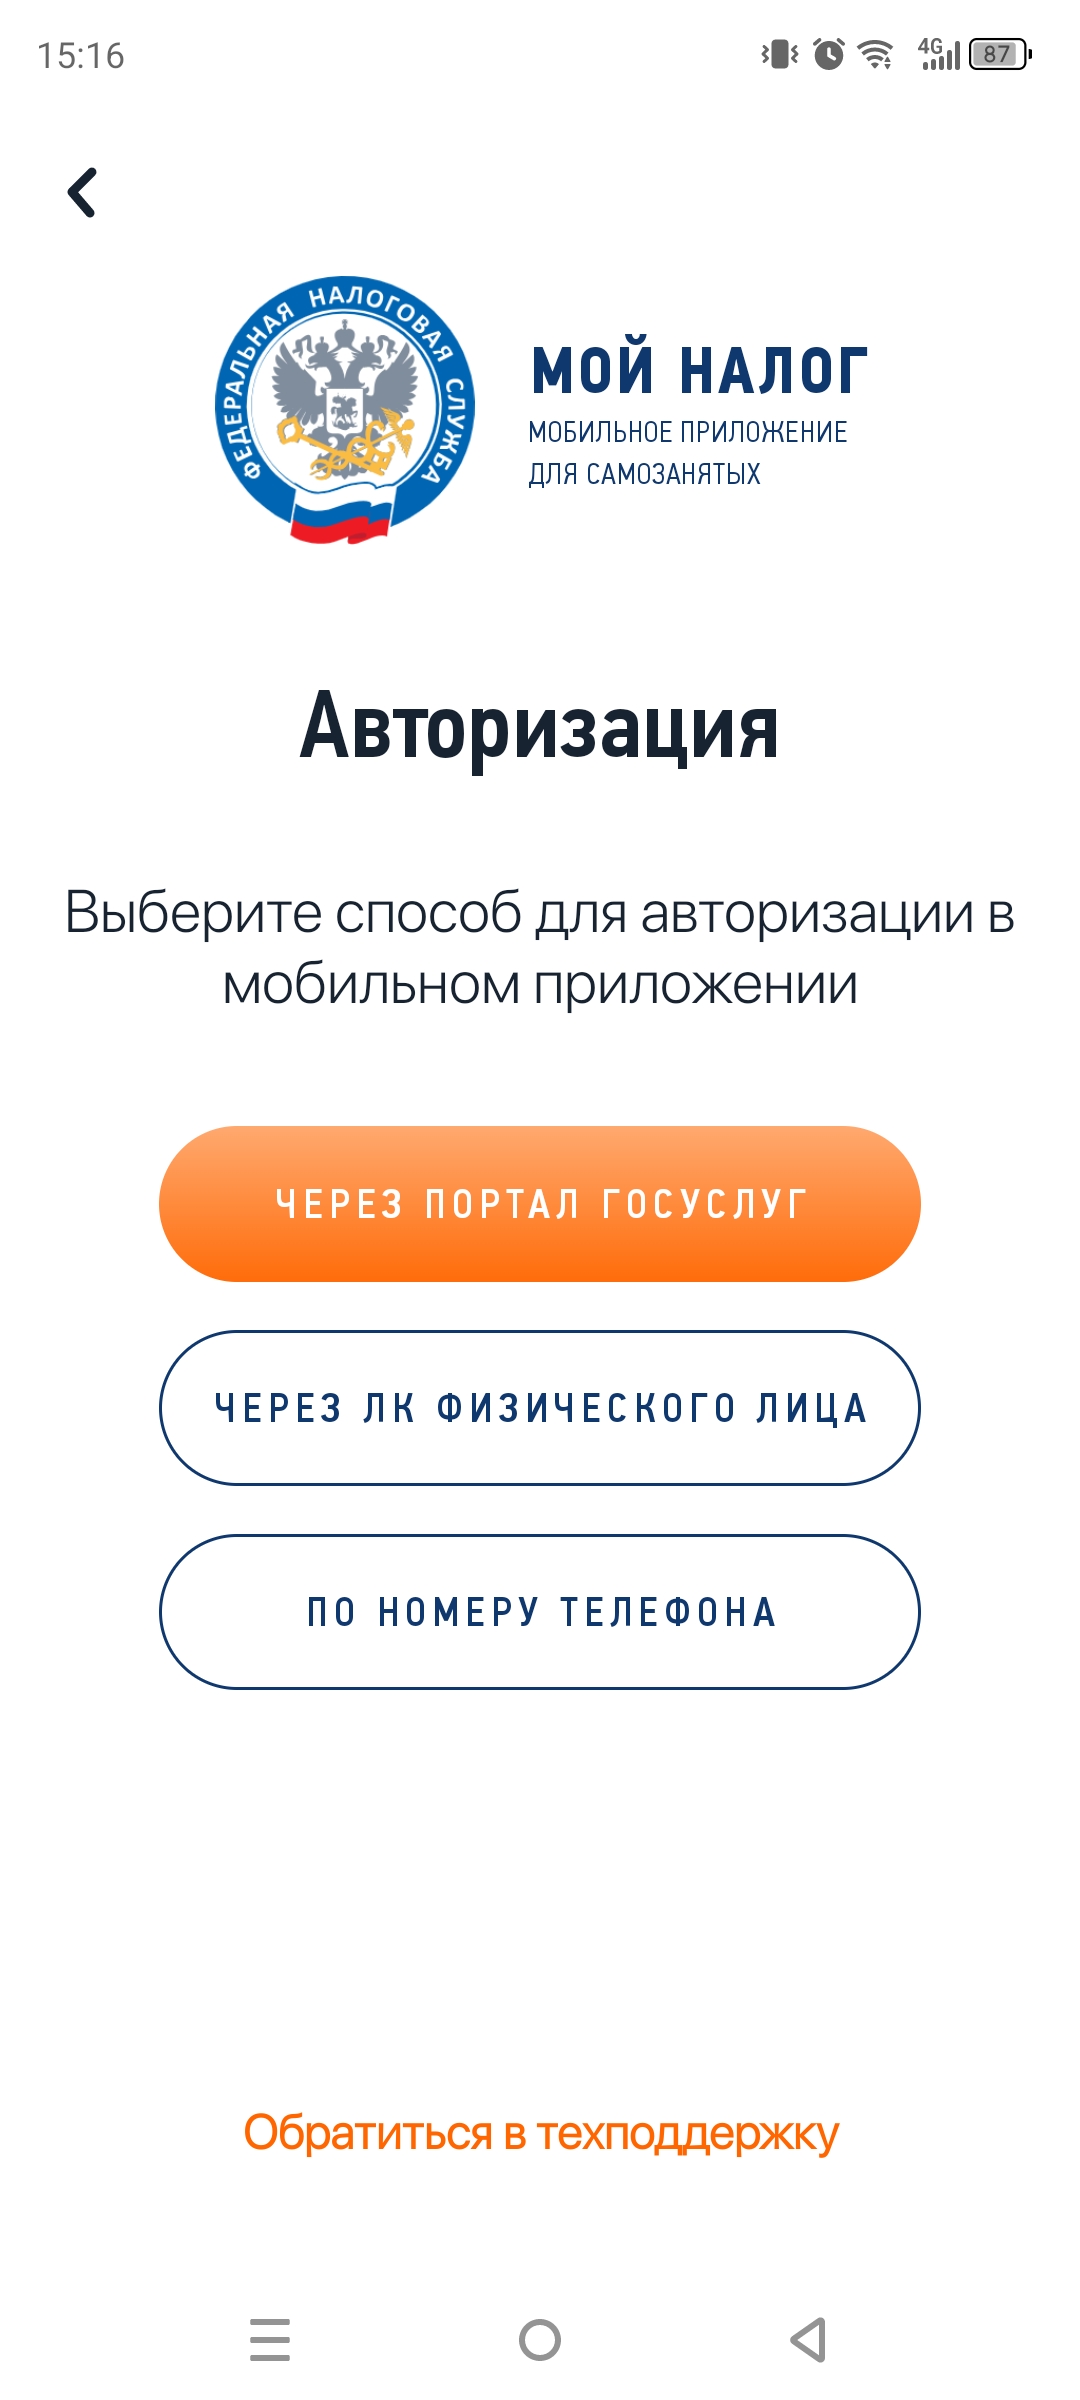 15:16
4G
87
ФЕДЕРАЛЬНАЯ НАЛОГОВАЯ СЛУЖБА
МОЙ НАЛОГ
МОБИЛЬНОЕ ПРИЛОЖЕНИЕ
ДЛЯ САМОЗАНЯТЫХ
Авторизация
Выберите способ для авторизации в
мобильном приложении
ЧЕРЕЗ ПОРТАЛ ГОСУСЛУГ
ЧЕРЕЗ ЛК ФИЗИЧЕСКОГО ЛИЦА
ПО НОМЕРУ ТЕЛЕФОНА
Обратиться в техподдержку